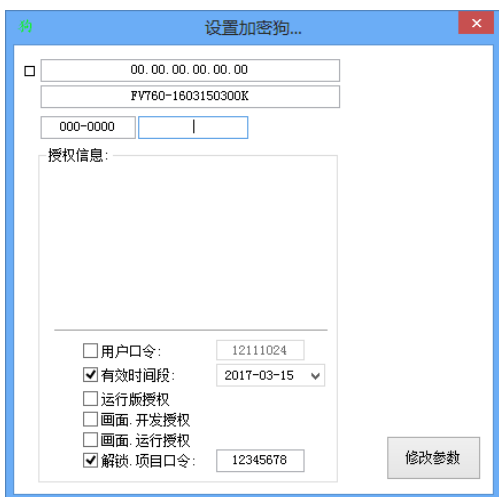 狗 设置加密狗...
00.00.00.00.00.00
FV760-1603150300K
000-0000
授权信息:
用户口令: 12111024
有效时间段: 2017-03-15
运行版授权
画面.开发授权
画面.运行授权
解锁.项目口令: 12345678
修改参数